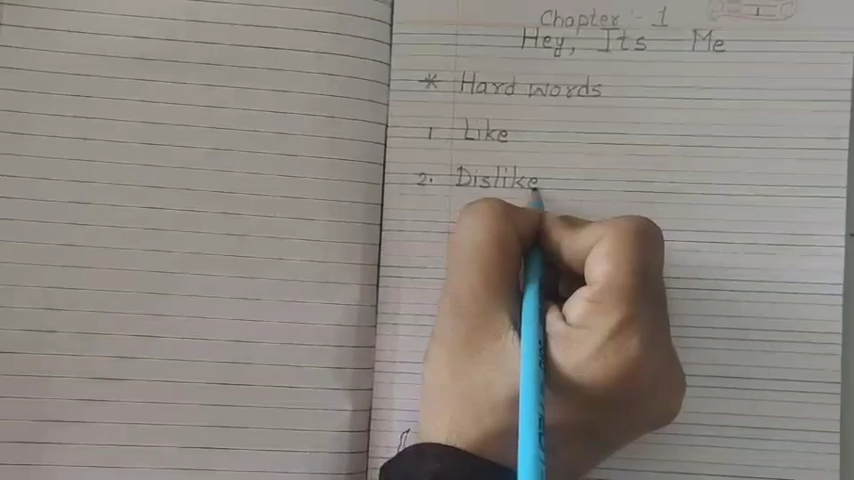 Chapter :- 1
Hey, Its Me
* Hard words
1 Like
2. Dislike